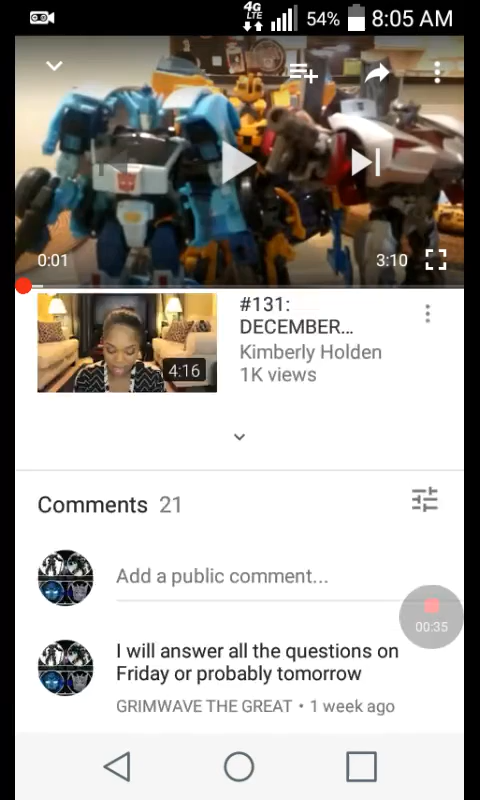 4G
LTE
54%
8:05 AM
0:01
3:10
4:16
#131:
DECEMBER...
Kimberly Holden
1K views
Comments 21
Add a public comment...
00:35
I will answer all the questions on
Friday or probably tomorrow
GRIMWAVE THE GREAT • 1 week ago